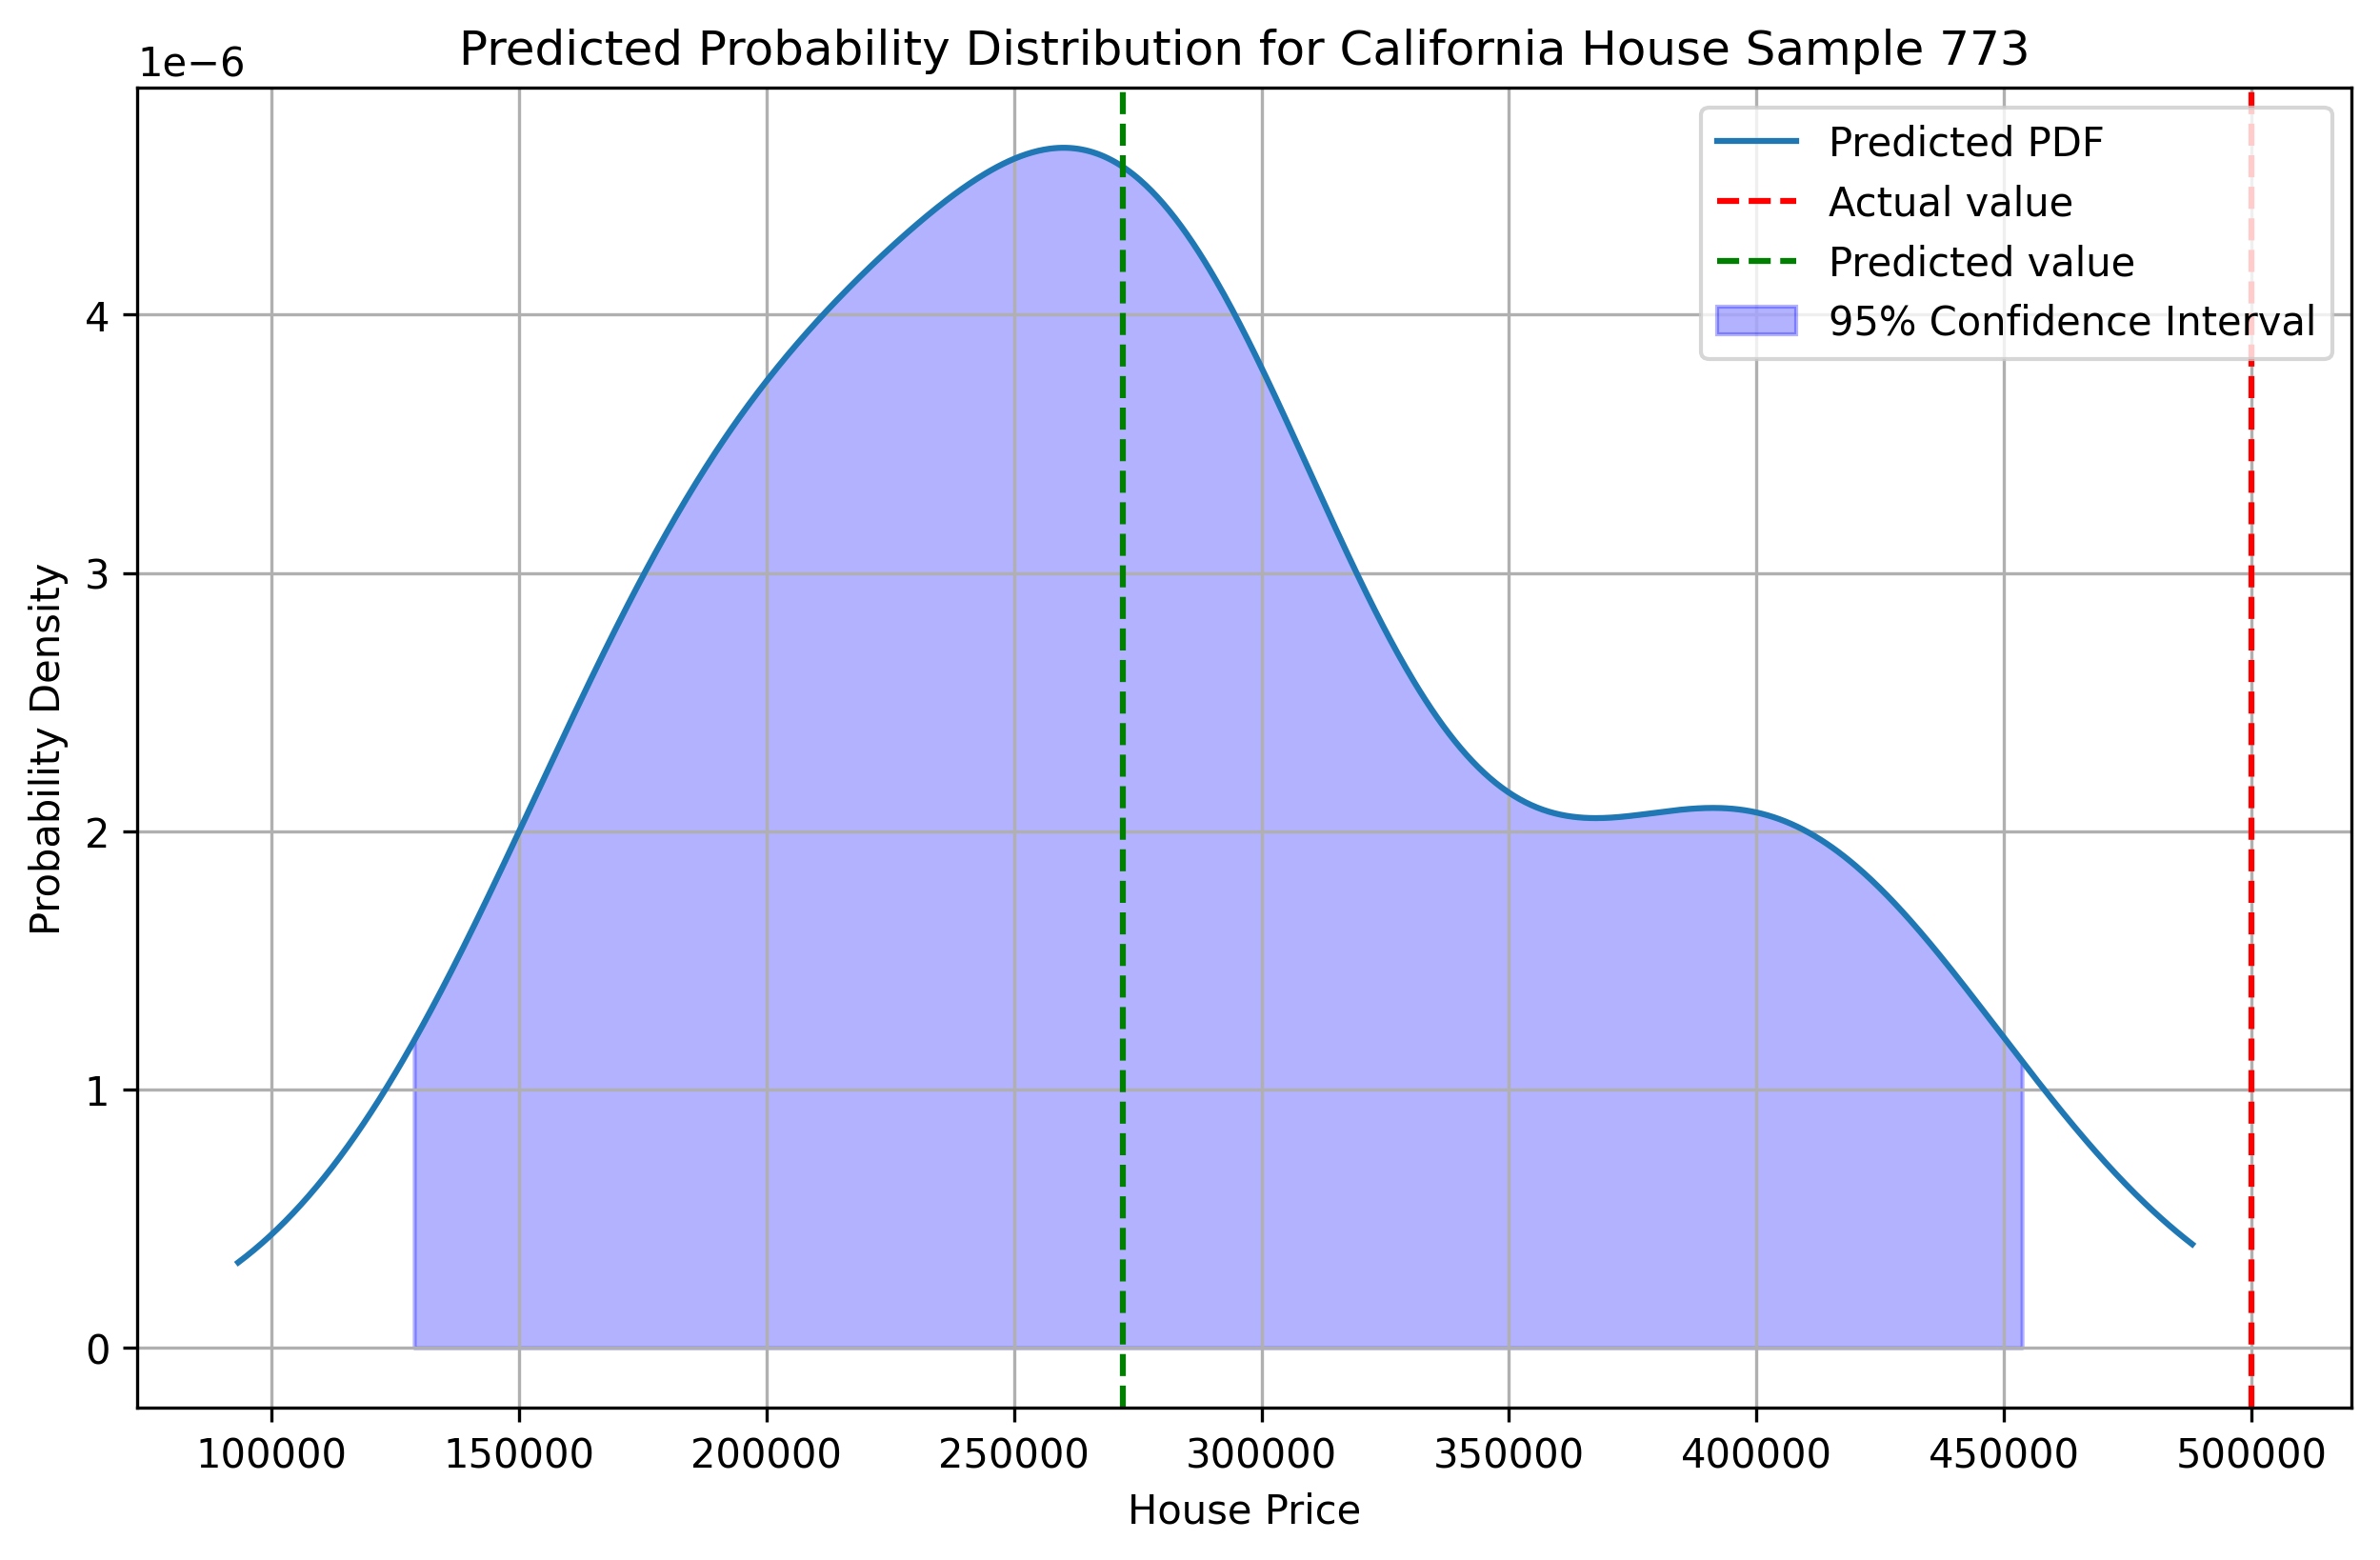 Predicted Probability Distribution for California House Sample 773
1e−6
Predicted PDF
Actual value
Predicted value
95% Confidence Interval
Probability Density
4
3
2
1
0
100000 150000 200000 250000 300000 350000 400000 450000 500000
House Price